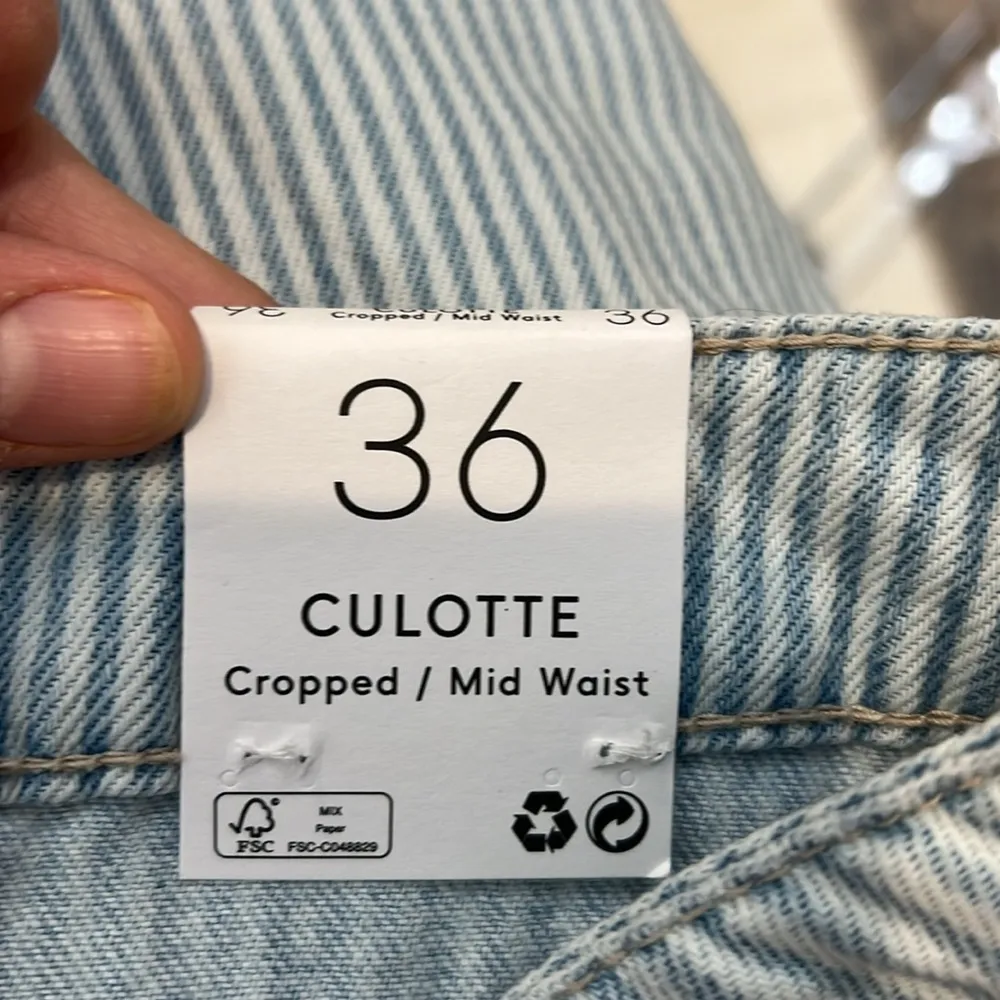 Cropped / Mid Waist 36
36
CULOTTE
Cropped / Mid Waist
FSC
MIX
Paper
FSC-C048829